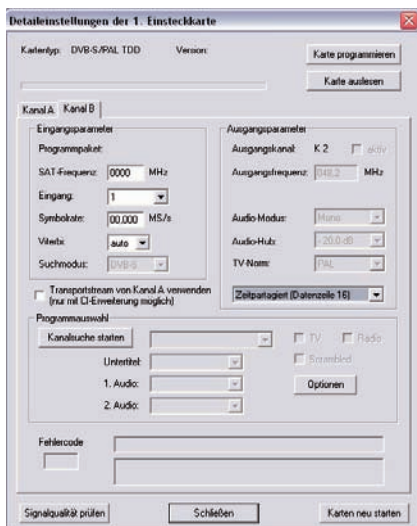 Detaileinstellungen der 1. Einsteckkarte
Kartentyp: DVB-S/PAL TDD Version:
Karte programmieren
Karte auslesen
Kanal A Kanal B
Eingangsparameter
Programmpaket:
SAT-Frequenz: 0000 MHz
Eingang: 1
Symbolrate: 00,000 MS/s
Viterbi: auto
Suchmodus: DVB-S
Ausgangsparameter
Ausgangskanal: K 2 aktiv
Ausgangsfrequenz: 048,2 MHz
Audio-Modus: Mono
Audio-Hub: - 20,0 dB
TV-Norm: PAL
Transportstream von Kanal A verwenden
(nur mit CI-Erweiterung möglich)
Zeitpartagiert (Datenzeile 16)
Programmauswahl
Kanalsuche starten
TV Radio
Scrambled
Untertitel:
1. Audio:
2. Audio:
Optionen
Fehlercode
Signalqualität prüfen Schließen Karten neu starten